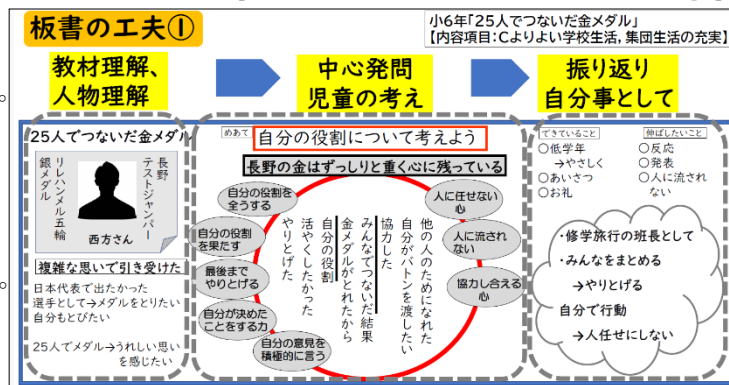 板書の工夫①
小6年「25人でつないだ金メダル」
【内容項目:Cよりよい学校生活,集団生活の充実】
教材理解、
人物理解
中心発問
児童の考え
振り返り
自分事として
25人でつないだ金メダル
長野
テストジャンパー
リレハンメル五輪
銀メダル
西方さん
複雑な思いで引き受けた
日本代表で出たかった
選手として→メダルをとりたい
自分もとびたい
25人でメダル→うれしい思い
を感じたい
めあて
自分の役割について考えよう
長野の金はずっしりと重く心に残っている
自分の役割を
全うする
自分の役割
を果たす
最後まで
やりとげる
自分が決めた
ことをする力
自分の意見を
積極的に言う
他の人のためになれた
自分がバトンを渡したい
協力した
みんなでつないだ結果
金メダルがとれたから
自分の役割
活やくしたかった
やりとげた
人に任せない
心
人に流され
ない
協力し合える
心
できていること
○低学年
→やさしく
○あいさつ
○お礼
伸ばしたいこと
○反応
○発表
○人に流され
ない
・修学旅行の班長として
・みんなをまとめる
→やりとげる
自分で行動
→人任せにしない